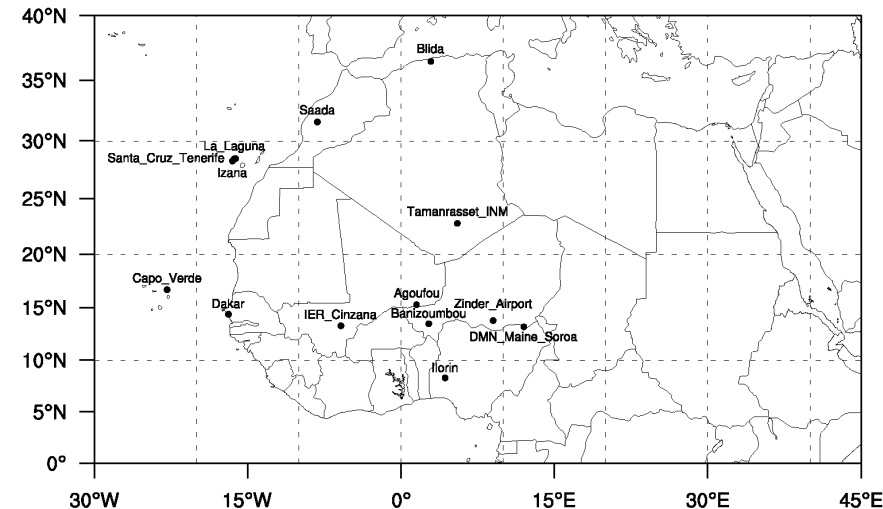 40°N
Blida
35°N
Saada
30°N
La_Laguna
Santa_Cruz_Tenerife
Izana
25°N
Tamanrasset_INM
20°N
Capo_Verde
Agoufou
15°N
Dakar
IER_Cinzana
Banizoumbou
Zinder_Airport
DMN_Maine_Soroa
10°N
Ilorin
5°N
0°
30°W 15°W 0° 15°E 30°E 45°E